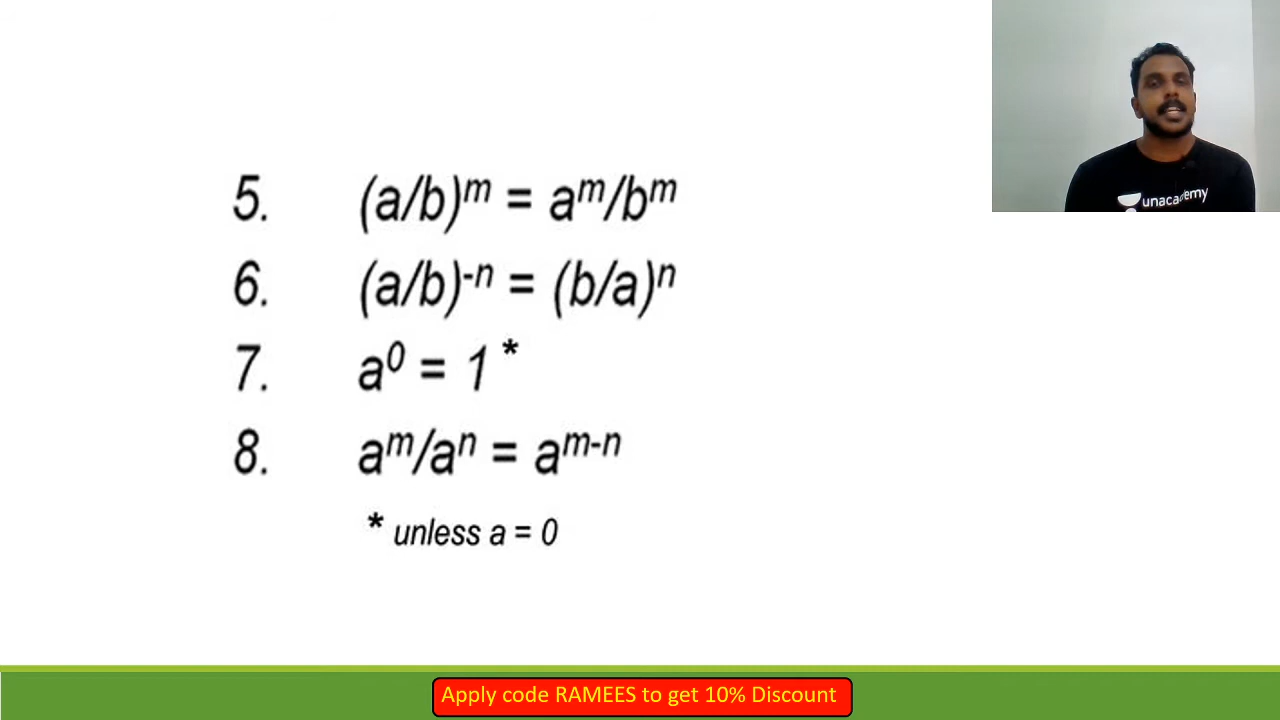 unacademy
5. (a/b)ᵐ = aᵐ/bᵐ
6. (a/b)⁻ⁿ = (b/a)ⁿ
7. a⁰ = 1 *
8. aᵐ/aⁿ = aᵐ⁻ⁿ
* unless a = 0
Apply code RAMEES to get 10% Discount